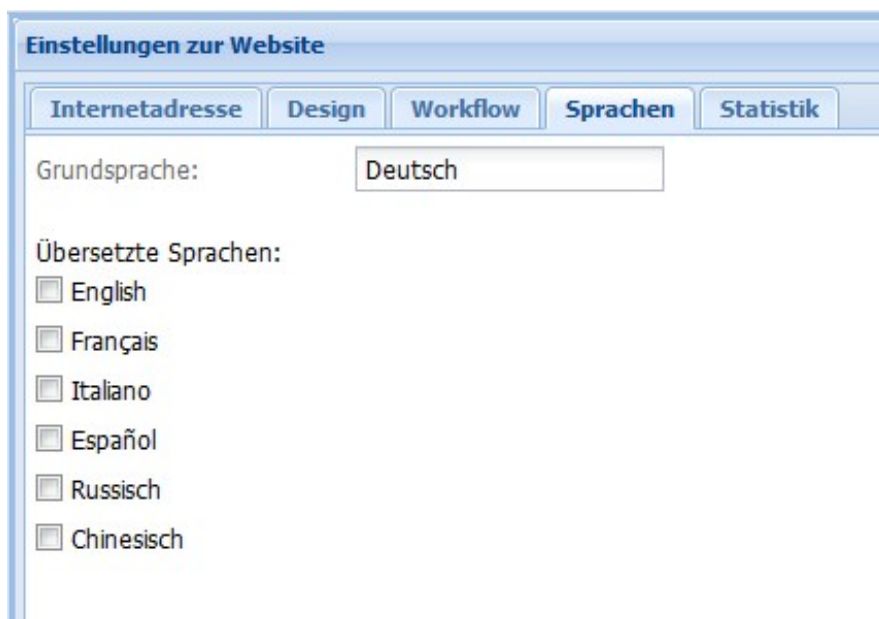 Einstellungen zur Website
Internetadresse Design Workflow Sprachen Statistik
Grundsprache: Deutsch
Übersetzte Sprachen:
English
Français
Italiano
Español
Russisch
Chinesisch